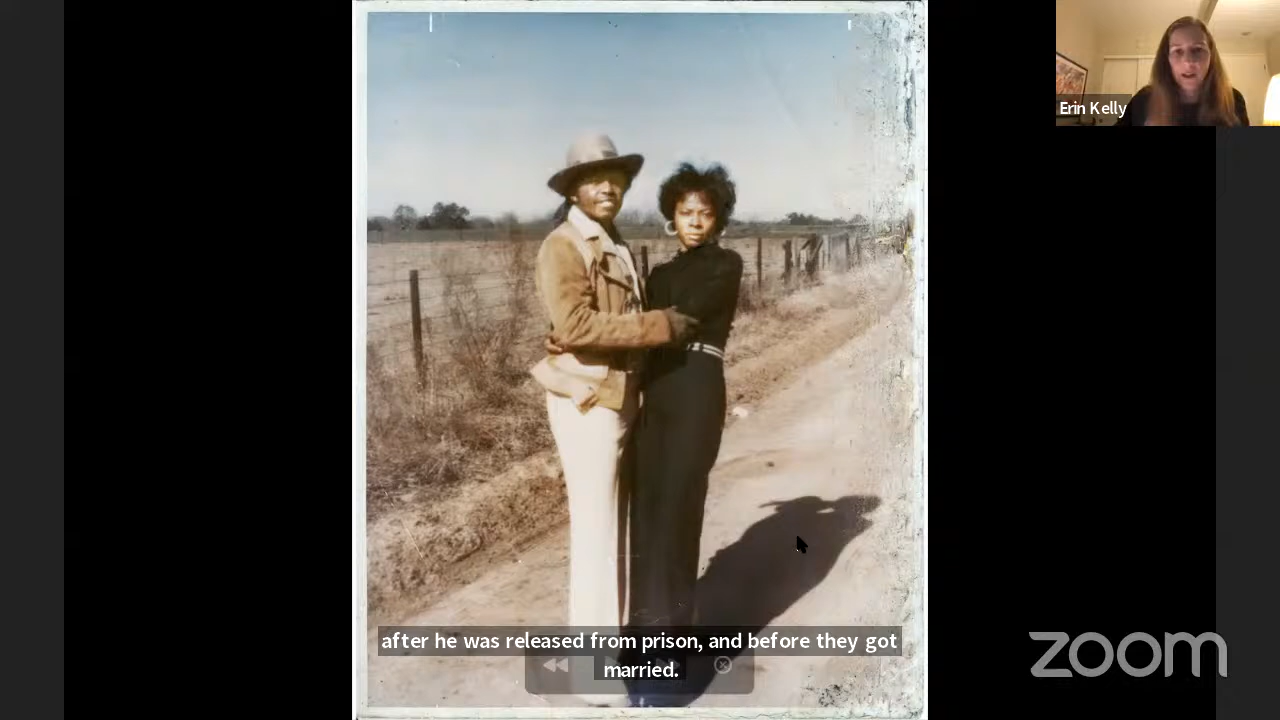 Erin Kelly
after he was released from prison, and before they got
married.
zoom